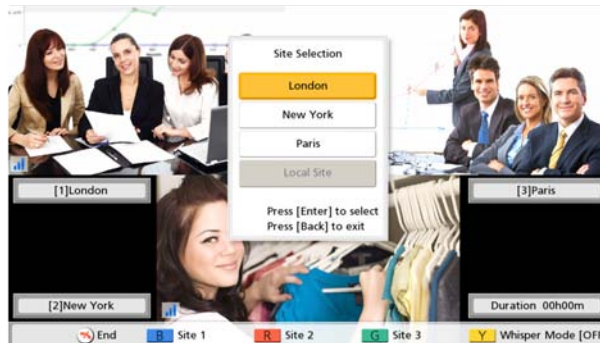 Site Selection
London
New York
Paris
Local Site
Press [Enter] to select
Press [Back] to exit
[1]London
[3]Paris
[2]New York
Duration 00h00m
End
B Site 1
R Site 2
G Site 3
Y Whisper Mode [OFF